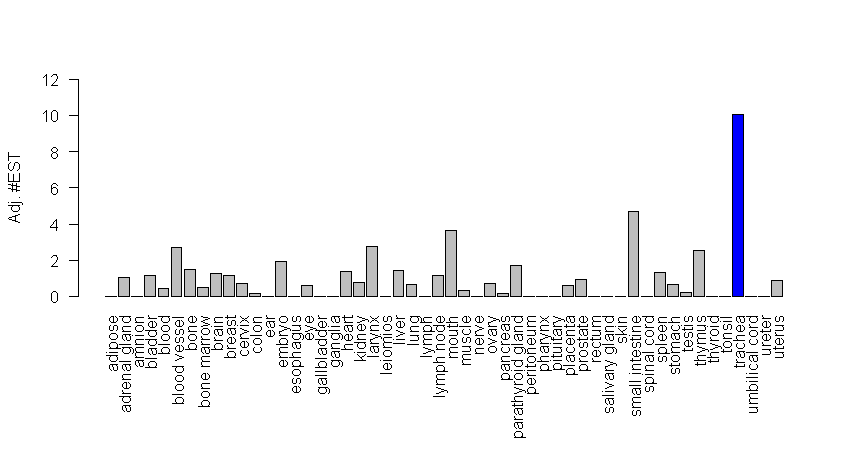 12
10
8
6
4
2
0
Adj. #EST
adipose
adrenal gland
amnion
bladder
blood
blood vessel
bone
bone marrow
brain
breast
cervix
colon
ear
embryo
esophagus
eye
gallbladder
ganglia
heart
kidney
larynx
leiomios
liver
lung
lymph
lymph node
mouth
muscle
nerve
ovary
pancreas
parathyroid gland
peritoneum
pharynx
pituitary
placenta
prostate
rectum
salivary gland
skin
small intestine
spinal cord
spleen
stomach
testis
thymus
thyroid
tonsil
trachea
umbilical cord
ureter
uterus